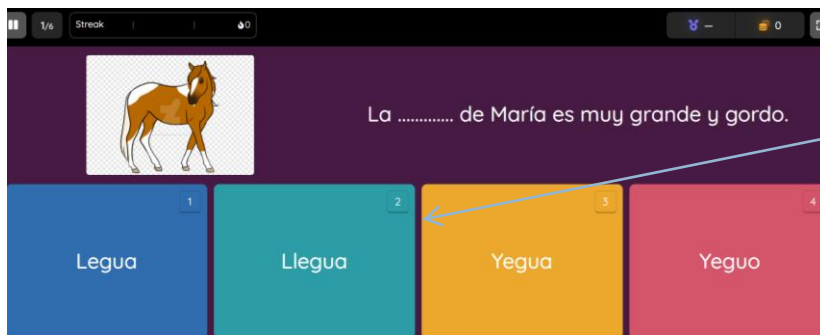 1/6 Streak 0 – 0
La ............. de María es muy grande y gordo.
1 2 3 4
Legua Llegua Yegua Yeguo